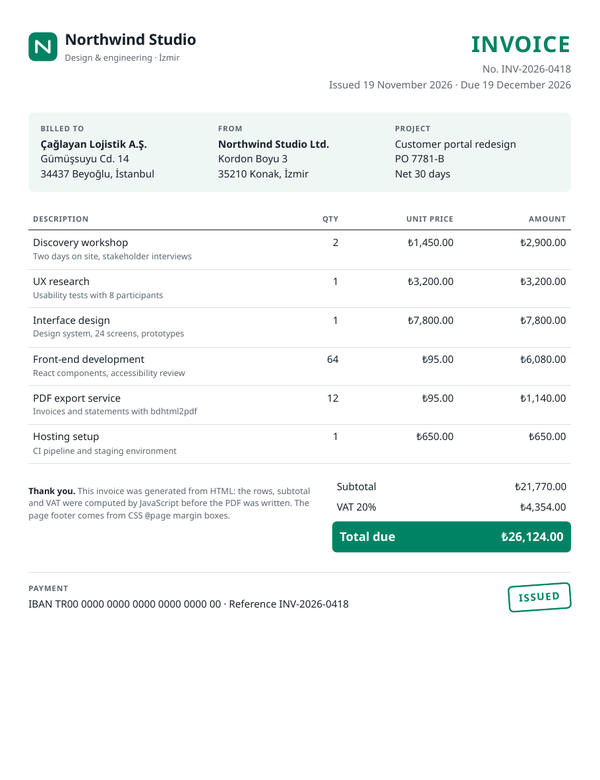 N
Northwind Studio
Design & engineering · İzmir
INVOICE
No. INV-2026-0418
Issued 19 November 2026 · Due 19 December 2026
BILLED TO
Çağlayan Lojistik A.Ş.
Gümüşsuyu Cd. 14
34437 Beyoğlu, İstanbul
FROM
Northwind Studio Ltd.
Kordon Boyu 3
35210 Konak, İzmir
PROJECT
Customer portal redesign
PO 7781-B
Net 30 days
DESCRIPTION QTY UNIT PRICE AMOUNT
Discovery workshop 2 ₺1,450.00 ₺2,900.00
Two days on site, stakeholder interviews
UX research 1 ₺3,200.00 ₺3,200.00
Usability tests with 8 participants
Interface design 1 ₺7,800.00 ₺7,800.00
Design system, 24 screens, prototypes
Front-end development 64 ₺95.00 ₺6,080.00
React components, accessibility review
PDF export service 12 ₺95.00 ₺1,140.00
Invoices and statements with bdhtml2pdf
Hosting setup 1 ₺650.00 ₺650.00
CI pipeline and staging environment
Thank you. This invoice was generated from HTML: the rows, subtotal
and VAT were computed by JavaScript before the PDF was written. The
page footer comes from CSS @page margin boxes.
Subtotal ₺21,770.00
VAT 20% ₺4,354.00
Total due ₺26,124.00
PAYMENT
IBAN TR00 0000 0000 0000 0000 0000 00 · Reference INV-2026-0418
ISSUED